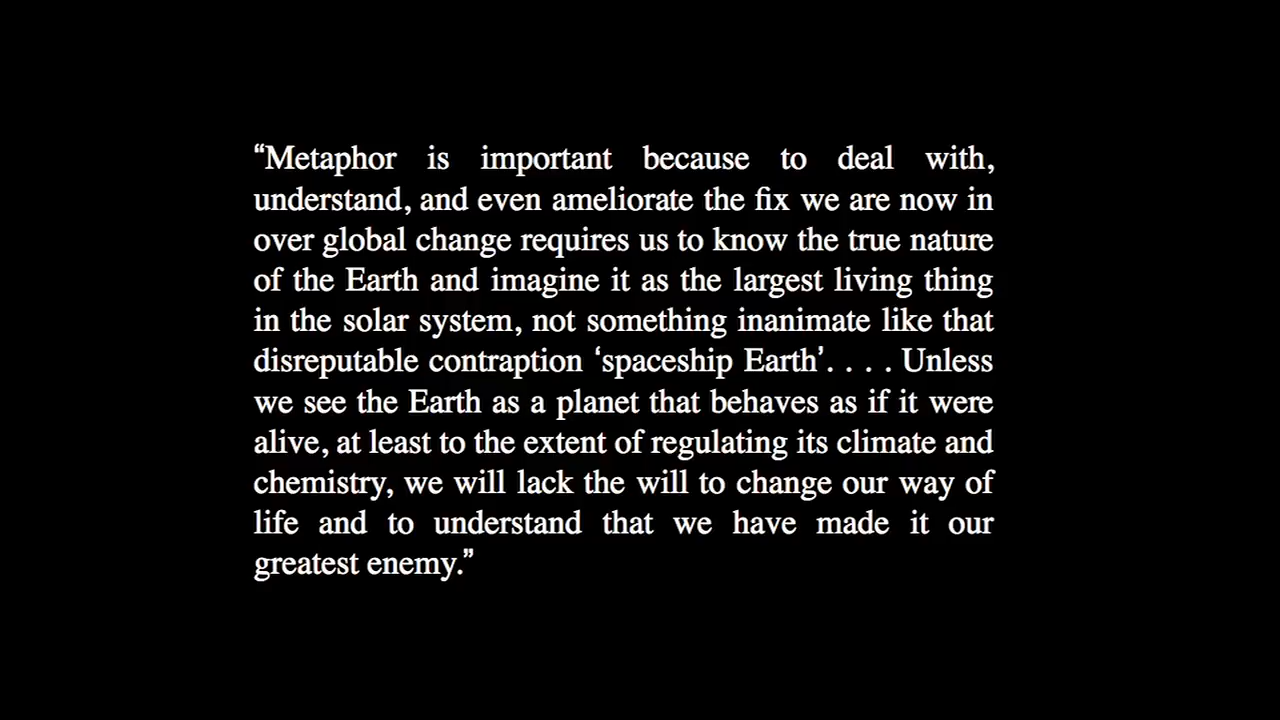 “Metaphor is important because to deal with,
understand, and even ameliorate the fix we are now in
over global change requires us to know the true nature
of the Earth and imagine it as the largest living thing
in the solar system, not something inanimate like that
disreputable contraption ‘spaceship Earth’. . . . Unless
we see the Earth as a planet that behaves as if it were
alive, at least to the extent of regulating its climate and
chemistry, we will lack the will to change our way of
life and to understand that we have made it our
greatest enemy.”